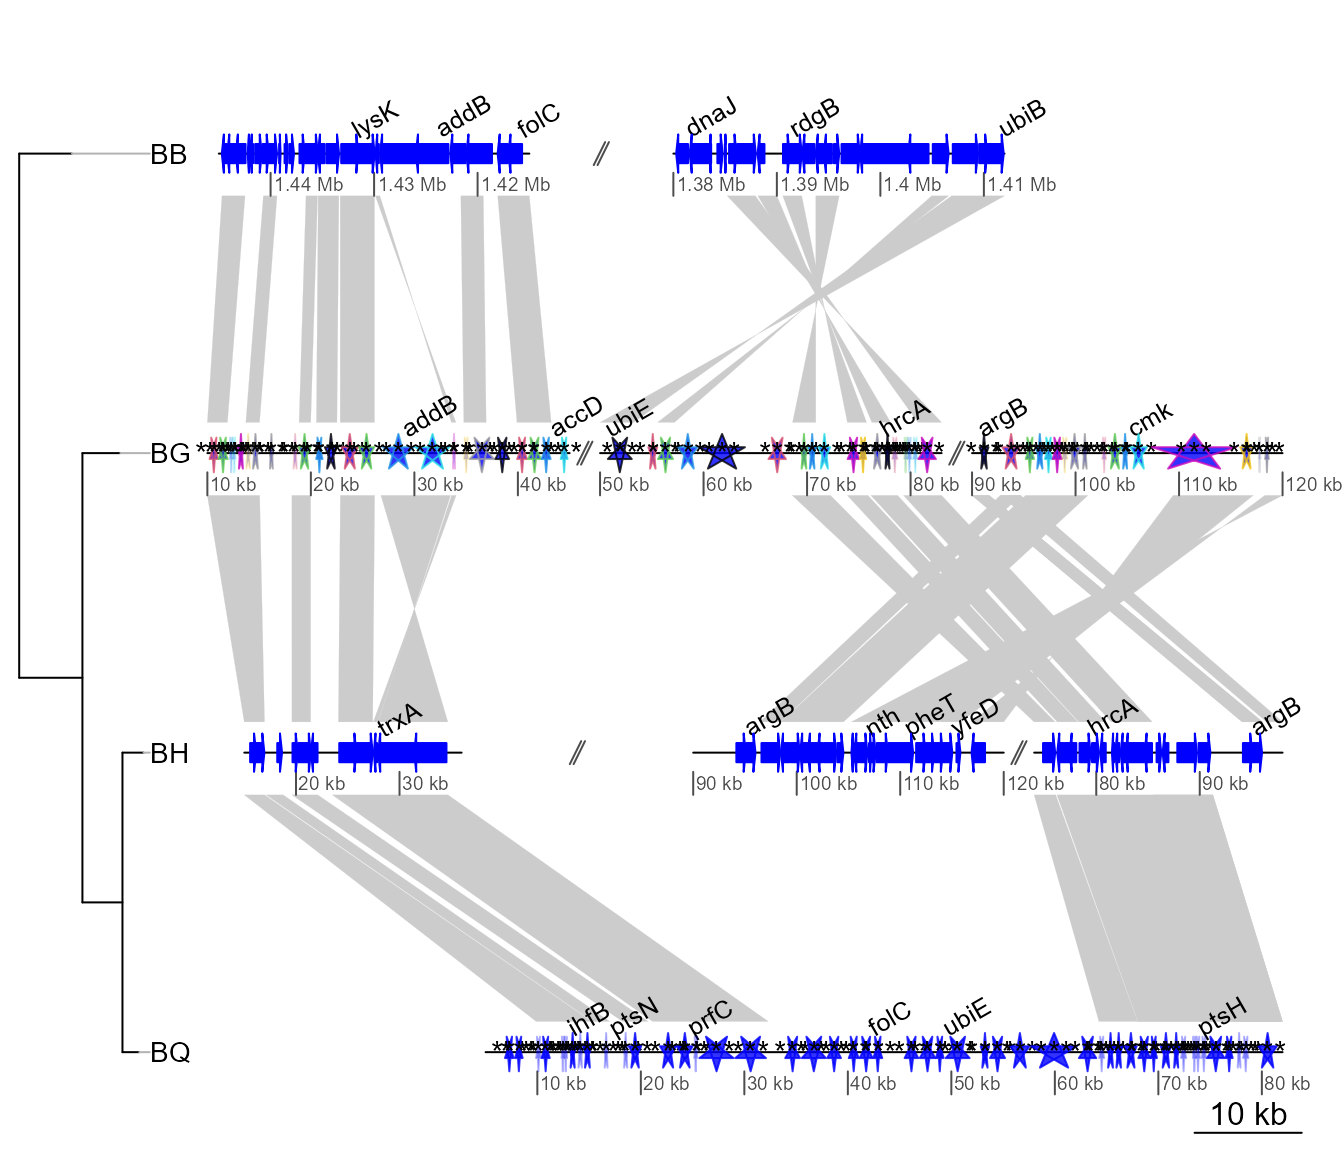 lysK addB folC dnaJ rdgB ubiB
BB //
1.44 Mb 1.43 Mb 1.42 Mb 1.38 Mb 1.39 Mb 1.4 Mb 1.41 Mb
addB accD ubiE hrcA argB cmk
BG // //
10 kb 20 kb 30 kb 40 kb 50 kb 60 kb 70 kb 80 kb 90 kb 100 kb 110 kb 120 kb
trxA argB nth pheT yfeD hrcA argB
BH // //
20 kb 30 kb 90 kb 100 kb 110 kb 120 kb 80 kb 90 kb
ihfB ptsN prfC folC ubiE ptsH
BQ
10 kb 20 kb 30 kb 40 kb 50 kb 60 kb 70 kb 80 kb
10 kb